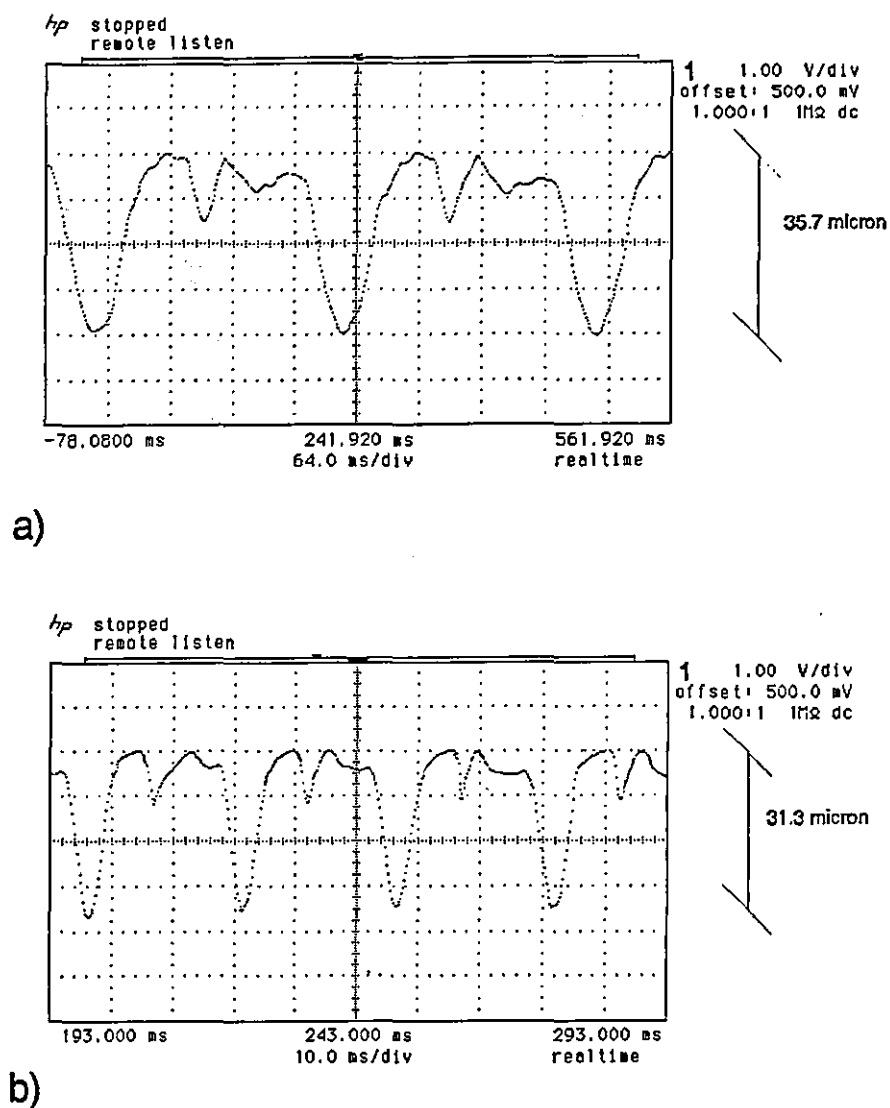 hp stopped
remote listen
1 1.00 V/div
offset: 500.0 mV
1.000:1 1MΩ dc
35.7 micron
-78.0800 ms 241.920 ms 561.920 ms
64.0 ms/div realtime
a)
hp stopped
remote listen
1 1.00 V/div
offset: 500.0 mV
1.000:1 1MΩ dc
31.3 micron
193.000 ms 243.000 ms 293.000 ms
10.0 ms/div realtime
b)